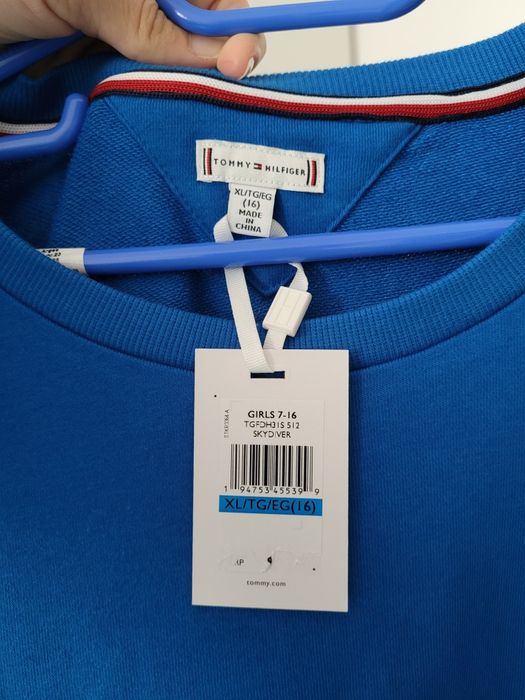 TOMMY HILFIGER
XL/TG/EG
(16)
MADE
IN
CHINA
GIRLS 7-16
TGFDH31S 512
SKYDIVER
1 94753 45539 9
XL/TG/EG(16)
tommy.com